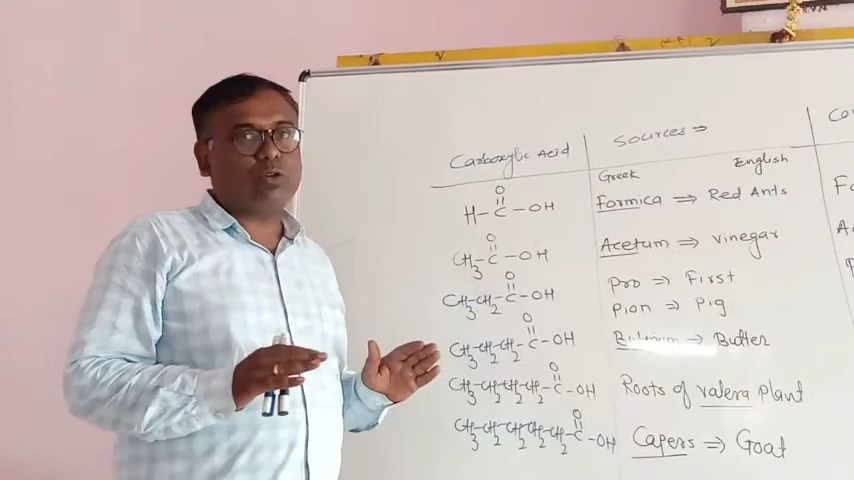 Carboxylic Acid Sources ⇒ Co
Greek English
H-C-OH Formica ⇒ Red Ants Fo
O
CH3-C-OH Acetum ⇒ vinegar A
O
CH3-CH2-C-OH Pro ⇒ First
O
Pion ⇒ Pig
CH3-CH2-CH2-C-OH ⇒ Butter
O
CH3-CH2-CH2-CH2-C-OH Roots of valera Plant
O
CH3-CH2-CH2-CH2-CH2-C-OH Capers ⇒ Goat
O